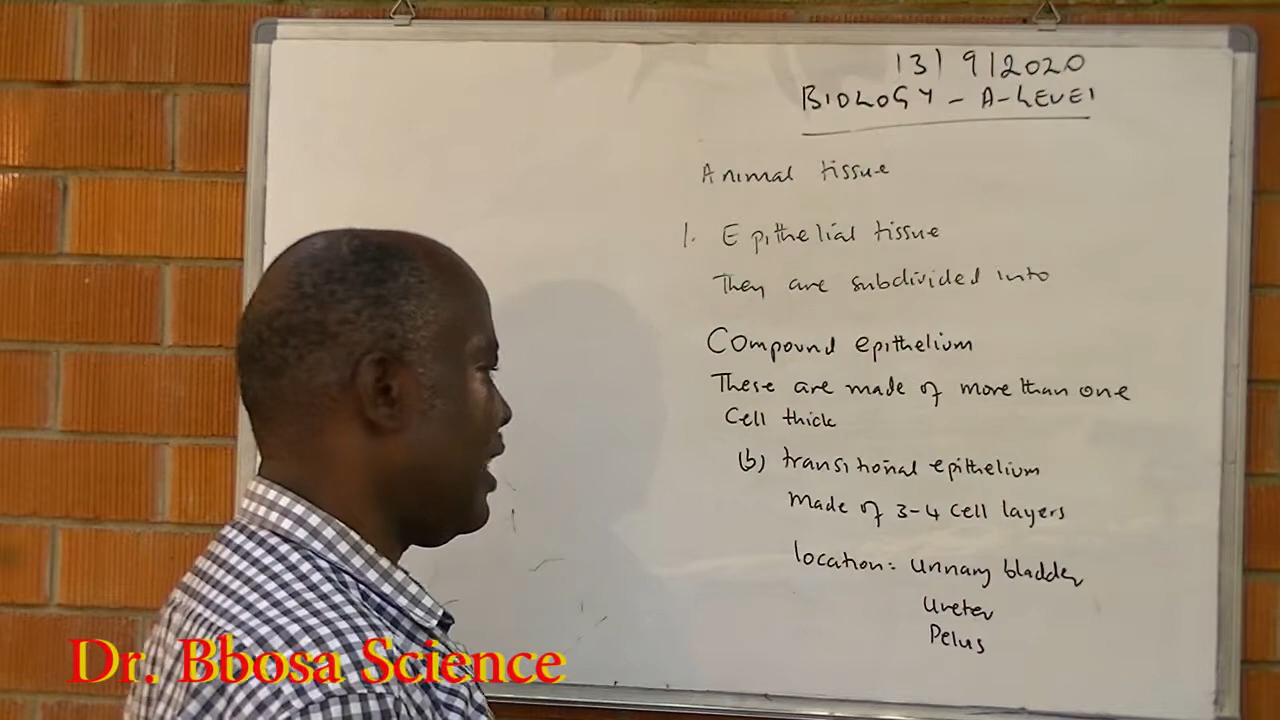 13/9/2020
BIOLOGY - A-LEVEL
Animal tissue
1. Epithelial tissue
They are subdivided into
Compound epithelium
These are made of more than one
Cell thick
(b) transitional epithelium
Made of 3-4 cell layers
location: Urinary bladder
Ureter
Pelvis
Dr. Bbosa Science